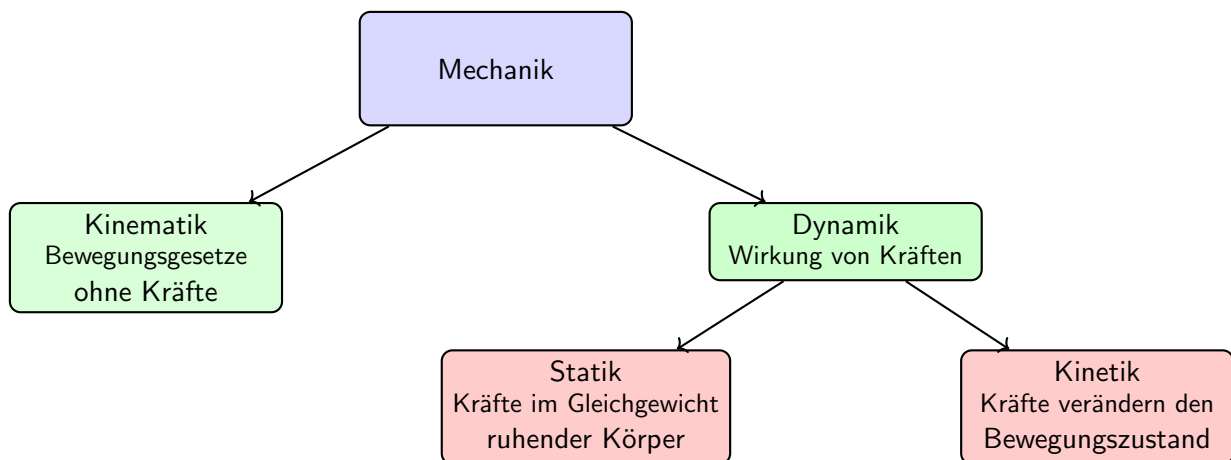 Mechanik
Kinematik
Bewegungsgesetze
ohne Kräfte
Dynamik
Wirkung von Kräften
Statik
Kräfte im Gleichgewicht
ruhender Körper
Kinetik
Kräfte verändern den
Bewegungszustand